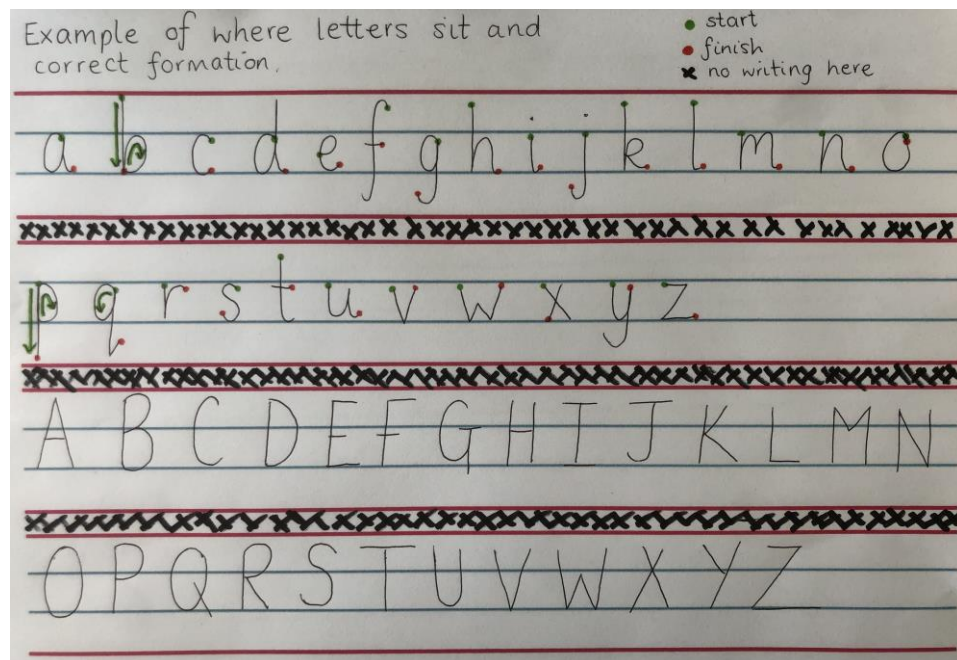 Example of where letters sit and
correct formation.
start
finish
x no writing here
a b c d e f g h i j k l m n o
p q r s t u v w x y z
A B C D E F G H I J K L M N
O P Q R S T U V W X Y Z